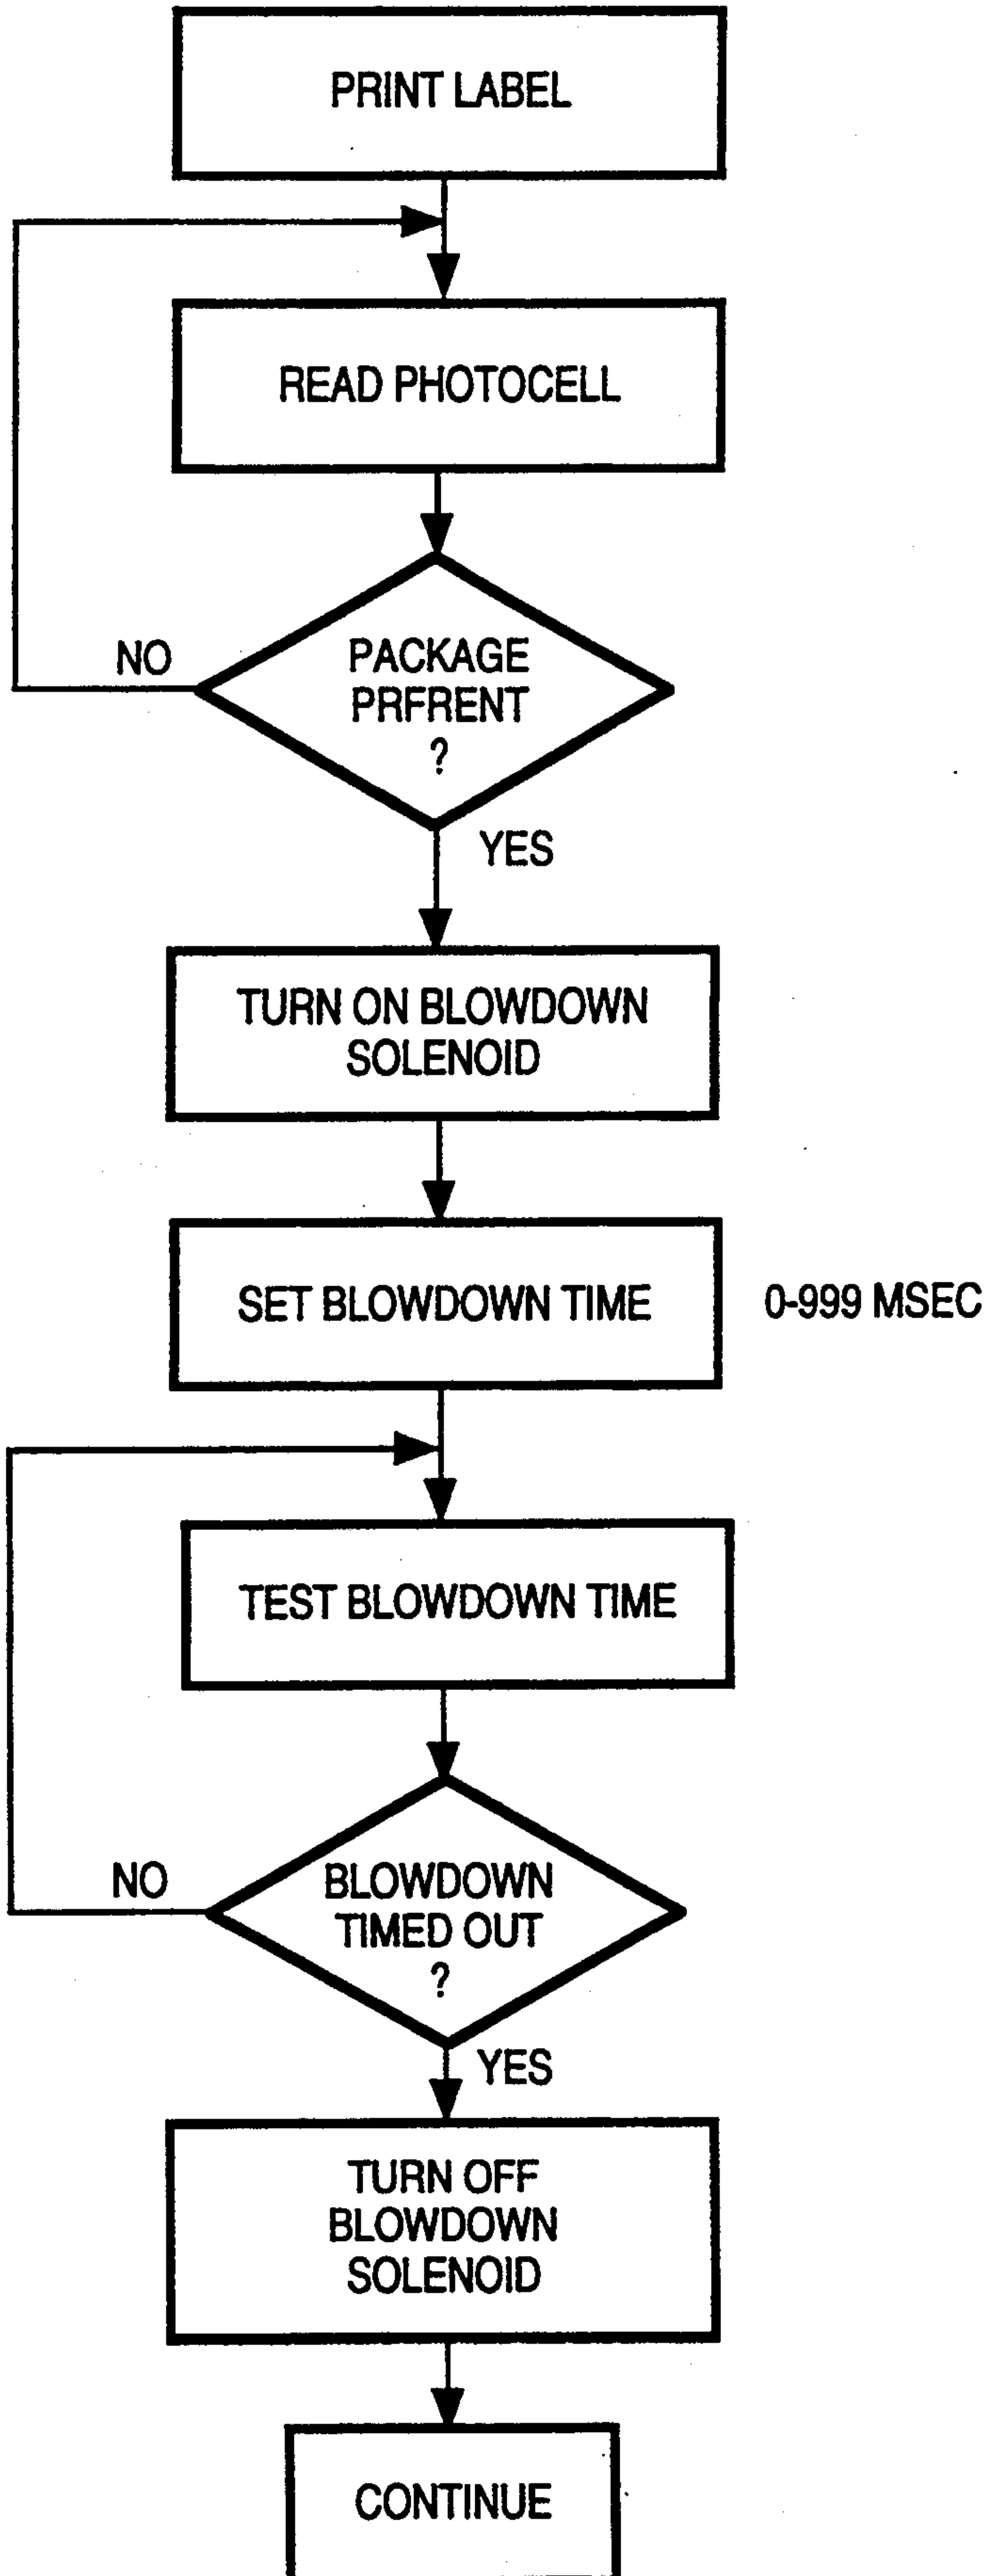 PRINT LABEL
READ PHOTOCELL
NO
PACKAGE
PRFRENT
?
YES
TURN ON BLOWDOWN
SOLENOID
SET BLOWDOWN TIME
0-999 MSEC
TEST BLOWDOWN TIME
NO
BLOWDOWN
TIMED OUT
?
YES
TURN OFF
BLOWDOWN
SOLENOID
CONTINUE